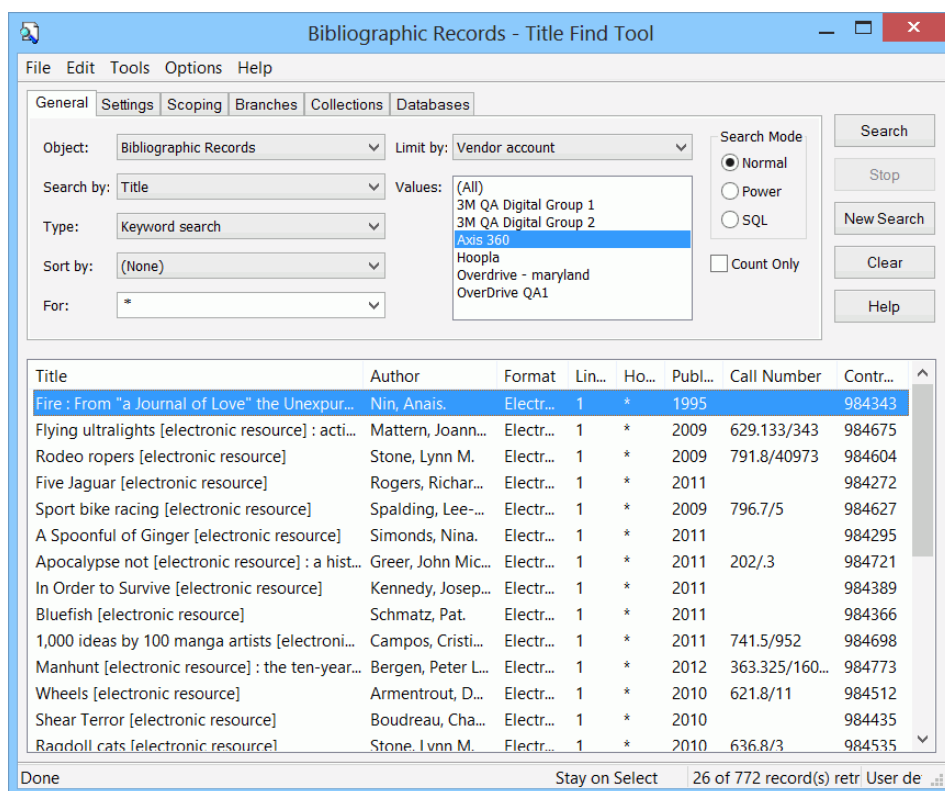 Bibliographic Records - Title Find Tool
File Edit Tools Options Help
General Settings Scoping Branches Collections Databases
Object: Bibliographic Records
Search by: Title
Type: Keyword search
Sort by: (None)
For: *
Limit by: Vendor account
Values: (All)
3M QA Digital Group 1
3M QA Digital Group 2
Axis 360
Hoopla
Overdrive - maryland
OverDrive QA1
Search Mode
Normal
Power
SQL
Count Only
Search
Stop
New Search
Clear
Help
Title Author Format Lin... Ho... Publ... Call Number Contr...
Fire : From "a Journal of Love" the Unexpur... Nin, Anais. Electr... 1 * 1995 984343
Flying ultralights [electronic resource] : acti... Mattern, Joann... Electr... 1 * 2009 629.133/343 984675
Rodeo ropers [electronic resource] Stone, Lynn M. Electr... 1 * 2009 791.8/40973 984604
Five Jaguar [electronic resource] Rogers, Richar... Electr... 1 * 2011 984272
Sport bike racing [electronic resource] Spalding, Lee-... Electr... 1 * 2009 796.7/5 984627
A Spoonful of Ginger [electronic resource] Simonds, Nina. Electr... 1 * 2011 984295
Apocalypse not [electronic resource] : a hist... Greer, John Mic... Electr... 1 * 2011 202/.3 984721
In Order to Survive [electronic resource] Kennedy, Josep... Electr... 1 * 2011 984389
Bluefish [electronic resource] Schmatz, Pat. Electr... 1 * 2011 984366
1,000 ideas by 100 manga artists [electroni... Campos, Cristi... Electr... 1 * 2011 741.5/952 984698
Manhunt [electronic resource] : the ten-year... Bergen, Peter L... Electr... 1 * 2012 363.325/160... 984773
Wheels [electronic resource] Armentrout, D... Electr... 1 * 2010 621.8/11 984512
Shear Terror [electronic resource] Boudreau, Cha... Electr... 1 * 2010 984435
Ragdoll cats [electronic resource] Stone, Lynn M. Electr... 1 * 2010 636.8/3 984535
Done Stay on Select 26 of 772 record(s) retr User de